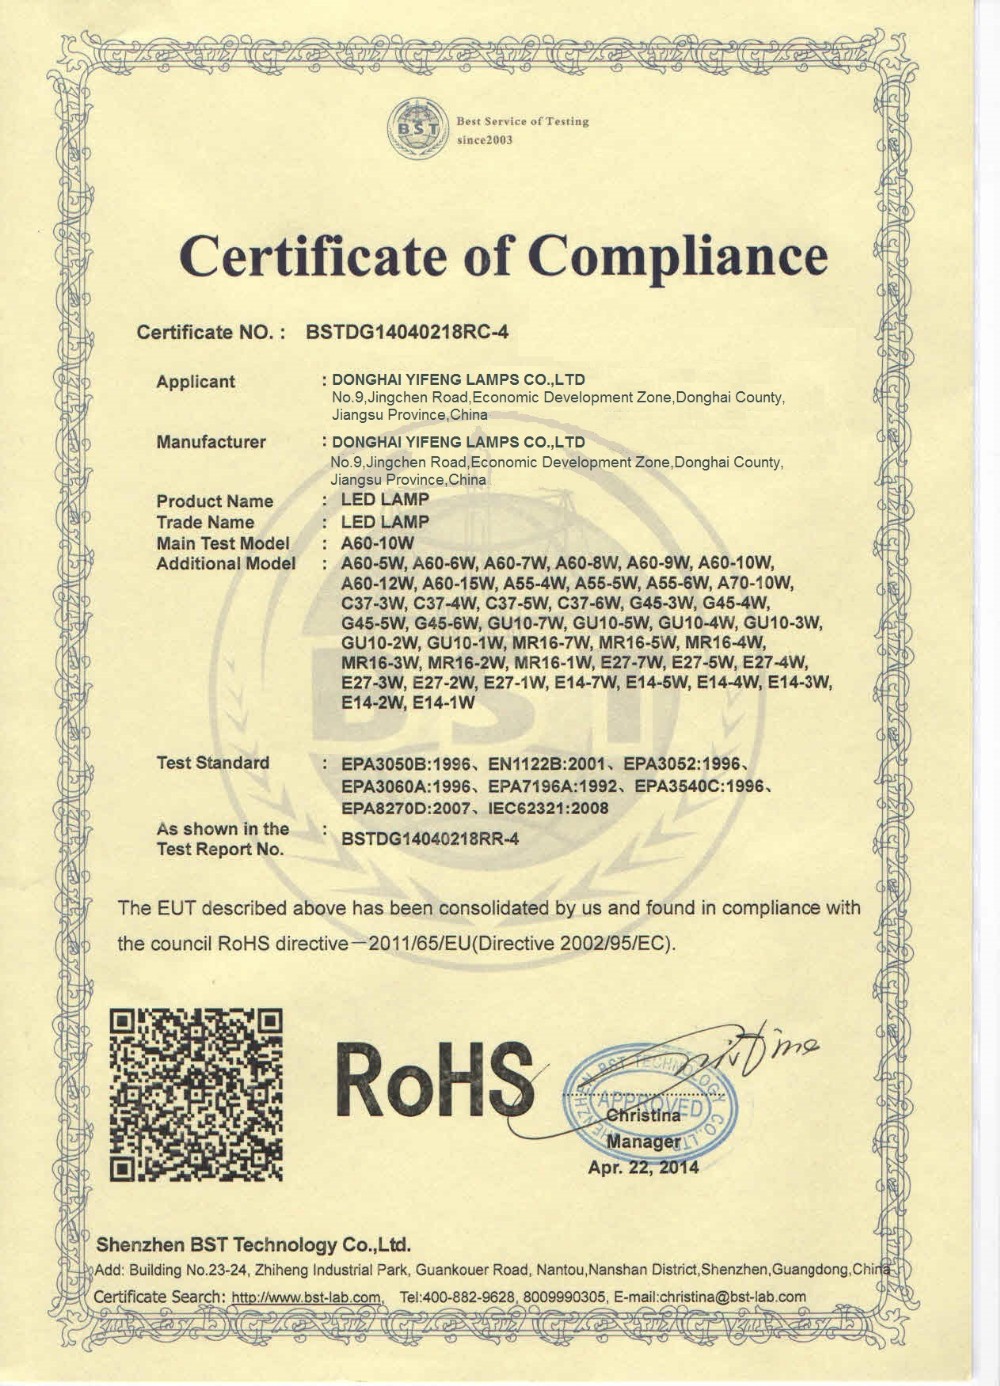 BST
Best Service of Testing
since2003
Certificate of Compliance
Certificate NO. : BSTDG14040218RC-4
Applicant : DONGHAI YIFENG LAMPS CO.,LTD
No.9,Jingchen Road,Economic Development Zone,Donghai County,
Jiangsu Province,China
Manufacturer : DONGHAI YIFENG LAMPS CO.,LTD
No.9,Jingchen Road,Economic Development Zone,Donghai County,
Jiangsu Province,China
Product Name : LED LAMP
Trade Name : LED LAMP
Main Test Model : A60-10W
Additional Model : A60-5W, A60-6W, A60-7W, A60-8W, A60-9W, A60-10W,
A60-12W, A60-15W, A55-4W, A55-5W, A55-6W, A70-10W,
C37-3W, C37-4W, C37-5W, C37-6W, G45-3W, G45-4W,
G45-5W, G45-6W, GU10-7W, GU10-5W, GU10-4W, GU10-3W,
GU10-2W, GU10-1W, MR16-7W, MR16-5W, MR16-4W,
MR16-3W, MR16-2W, MR16-1W, E27-7W, E27-5W, E27-4W,
E27-3W, E27-2W, E27-1W, E14-7W, E14-5W, E14-4W, E14-3W,
E14-2W, E14-1W
BST
Test Standard : EPA3050B:1996、EN1122B:2001、EPA3052:1996、
EPA3060A:1996、EPA7196A:1992、EPA3540C:1996、
EPA8270D:2007、IEC62321:2008
As shown in the :
Test Report No. BSTDG14040218RR-4
The EUT described above has been consolidated by us and found in compliance with
the council RoHS directive—2011/65/EU(Directive 2002/95/EC).
RoHS
Christine
SHENZHEN BST TECHNOLOGY CO.,LTD
APPROVED
Christina
Manager
Apr. 22, 2014
Shenzhen BST Technology Co.,Ltd.
Add: Building No.23-24, Zhiheng Industrial Park, Guankouer Road, Nantou,Nanshan District,Shenzhen,Guangdong,China
Certificate Search: http://www.bst-lab.com, Tel:400-882-9628, 8009990305, E-mail:christina@bst-lab.com